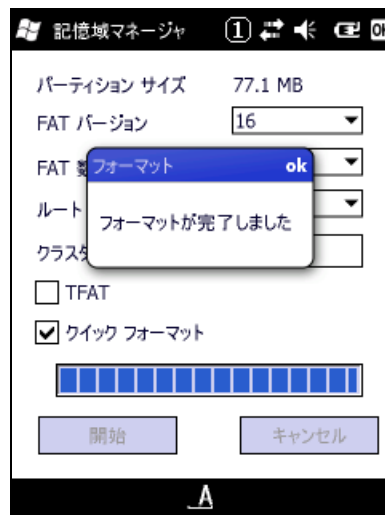 記憶域マネージャ 1
パーティション サイズ 77.1 MB
FAT バージョン 16
FAT
フォーマット ok
ルート
フォーマットが完了しました
クラスタ
TFAT
クイック フォーマット
開始 キャンセル
A